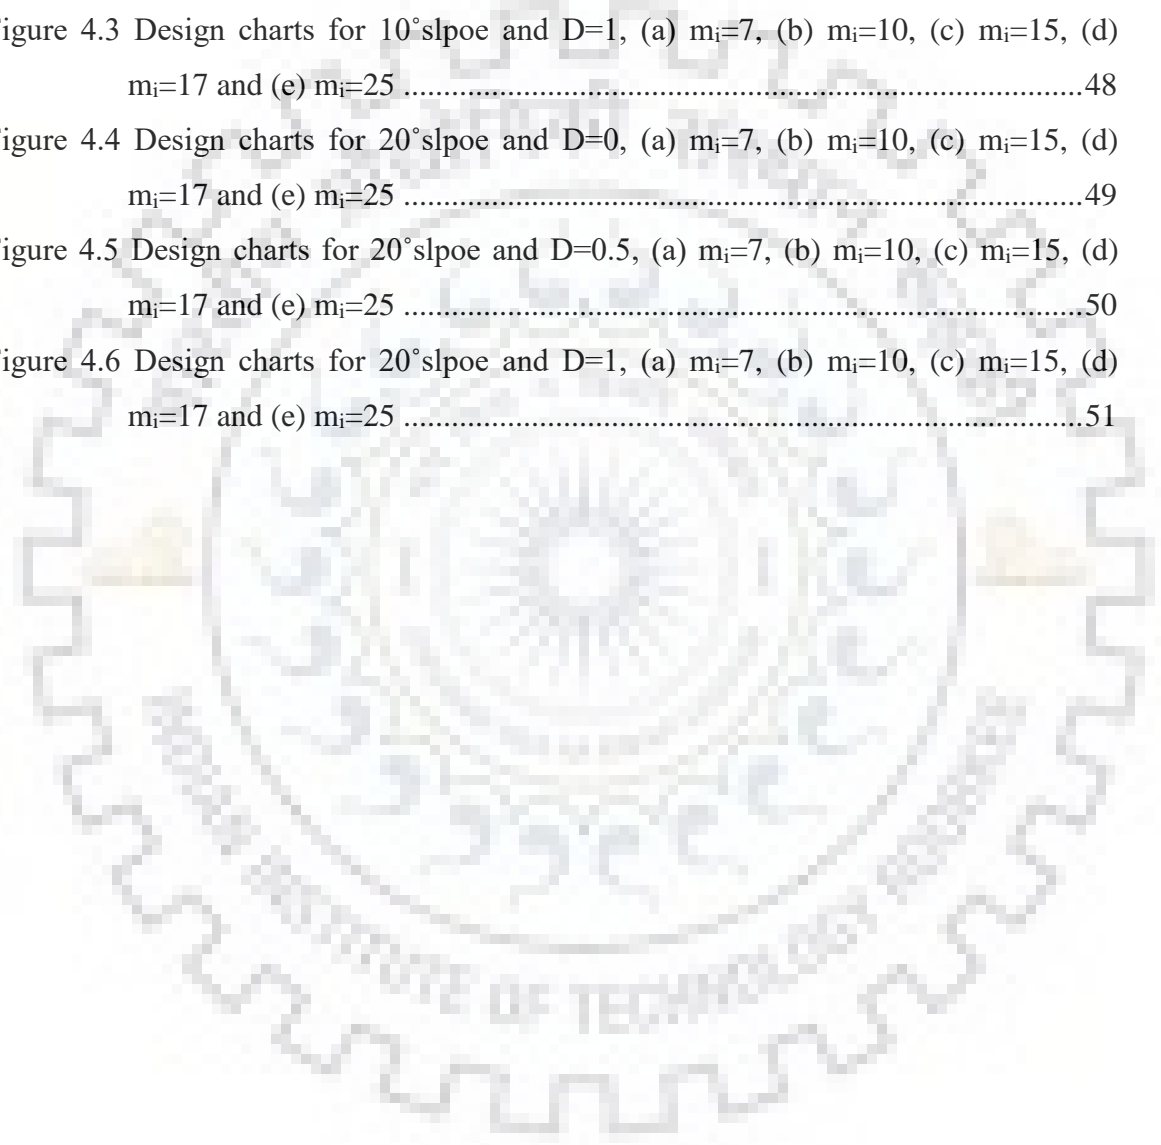 igure 4.3 Design charts for 10˚slpoe and D=1, (a) mi=7, (b) mi=10, (c) mi=15, (d)
mi=17 and (e) mi=25 ....................................................................................48
igure 4.4 Design charts for 20˚slpoe and D=0, (a) mi=7, (b) mi=10, (c) mi=15, (d)
mi=17 and (e) mi=25 ....................................................................................49
igure 4.5 Design charts for 20˚slpoe and D=0.5, (a) mi=7, (b) mi=10, (c) mi=15, (d)
mi=17 and (e) mi=25 ....................................................................................50
igure 4.6 Design charts for 20˚slpoe and D=1, (a) mi=7, (b) mi=10, (c) mi=15, (d)
mi=17 and (e) mi=25 ....................................................................................51
INSTITUTE OF TECHNOLOGY